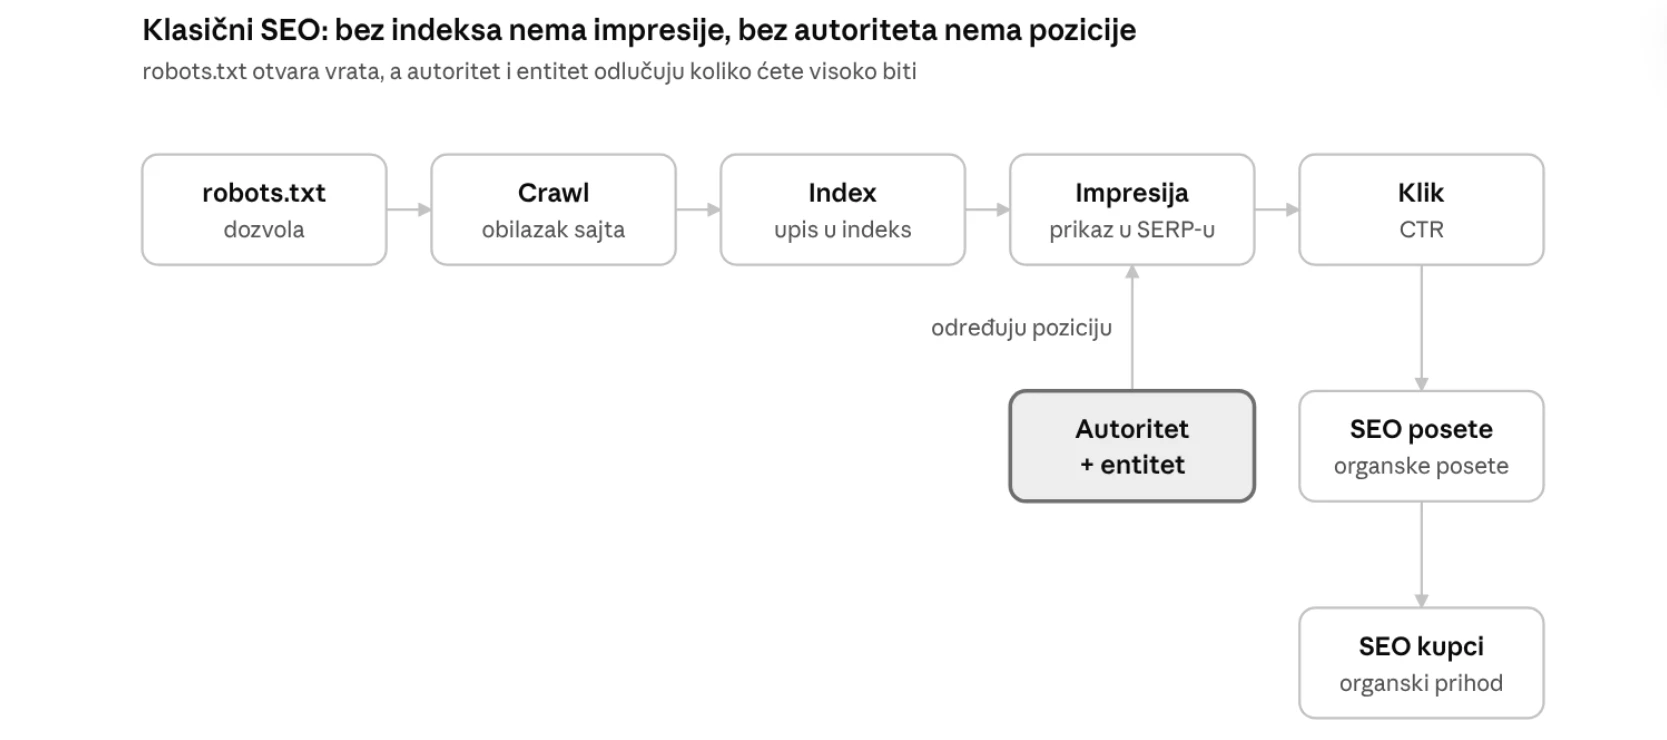 Klasični SEO: bez indeksa nema impresije, bez autoriteta nema pozicije
robots.txt otvara vrata, a autoritet i entitet odlučuju koliko ćete visoko biti
robots.txt
dozvola
Crawl
obilazak sajta
Index
upis u indeks
Impresija
prikaz u SERP-u
Klik
CTR
određuju poziciju
Autoritet
+ entitet
SEO posete
organske posete
SEO kupci
organski prihod